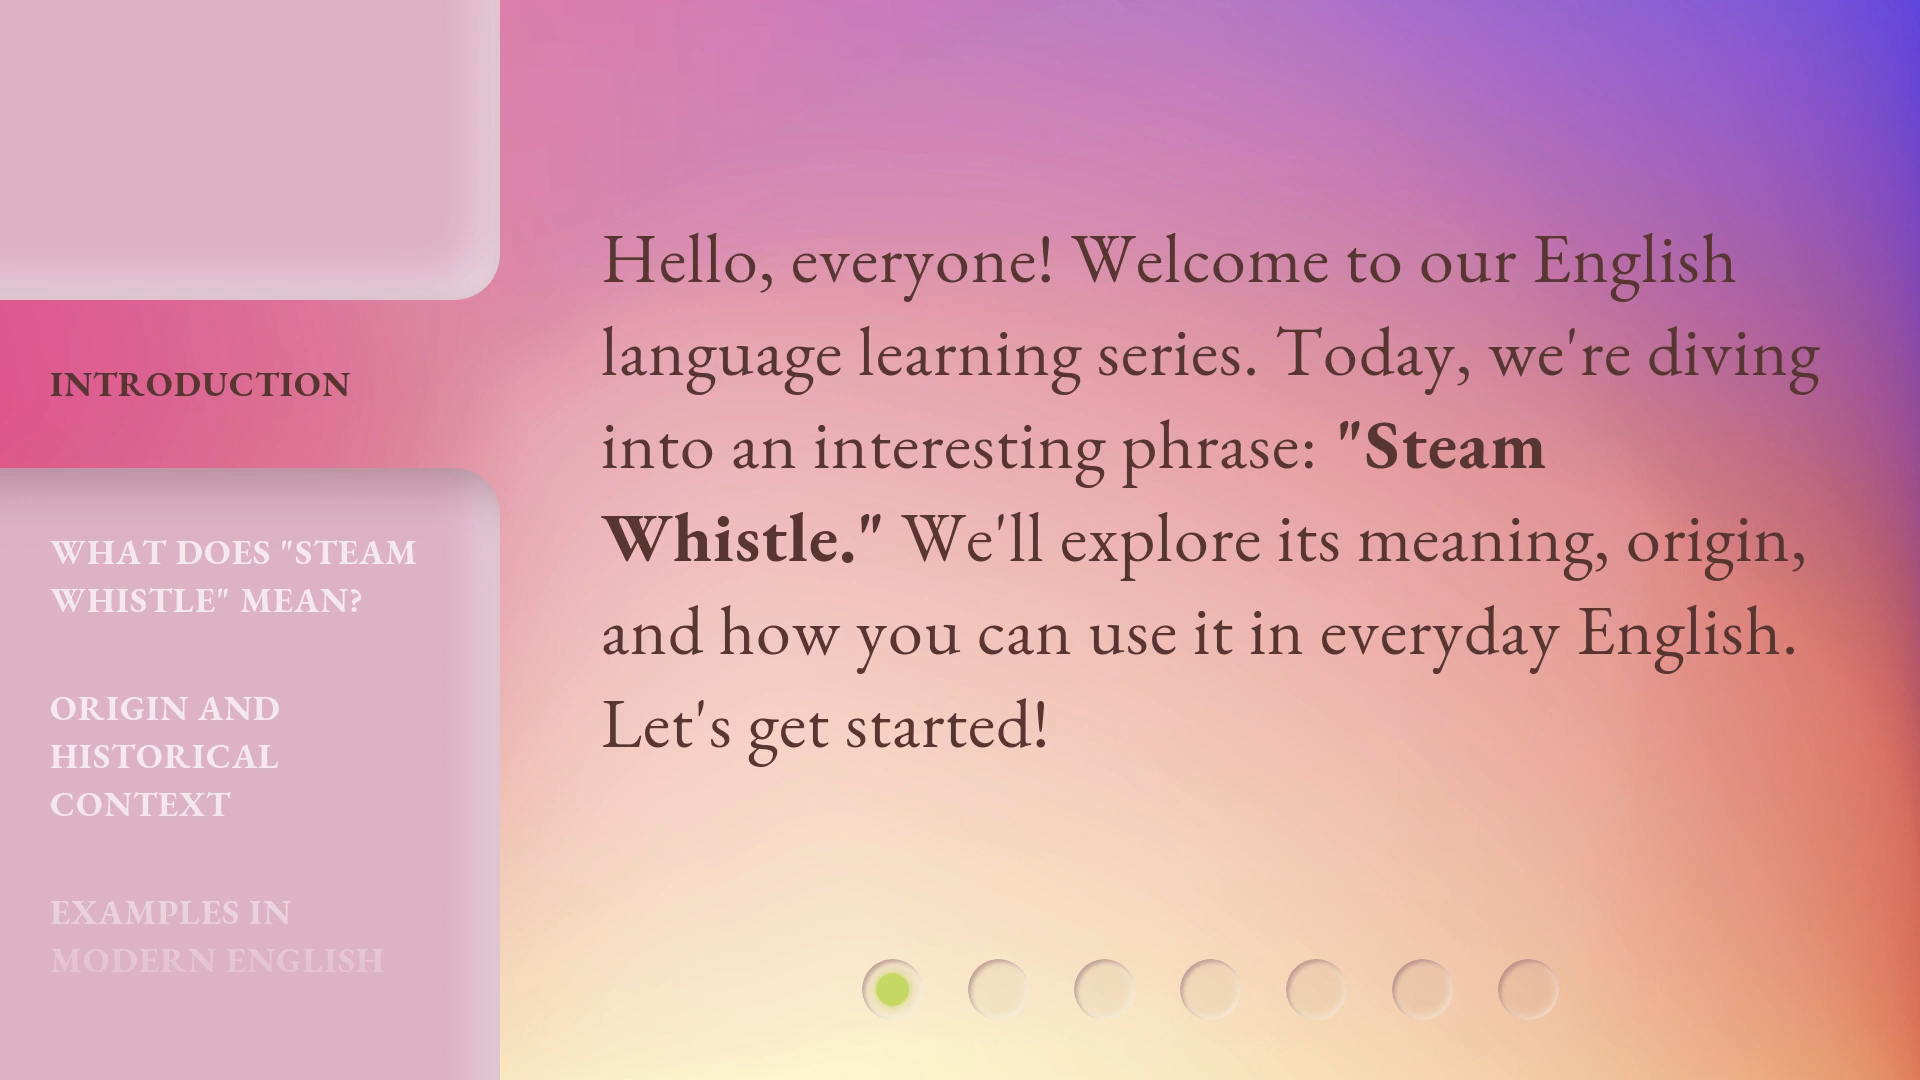 INTRODUCTION
WHAT DOES "STEAM
WHISTLE" MEAN?
ORIGIN AND
HISTORICAL
CONTEXT
EXAMPLES IN
MODERN ENGLISH
Hello, everyone! Welcome to our English
language learning series. Today, we're diving
into an interesting phrase: "Steam
Whistle." We'll explore its meaning, origin,
and how you can use it in everyday English.
Let's get started!